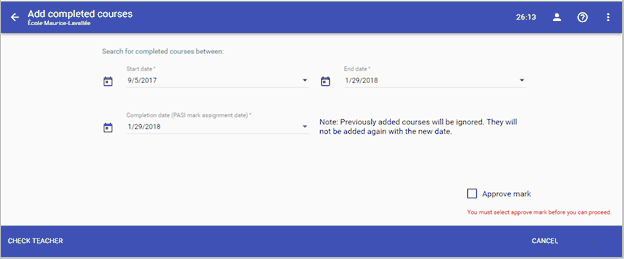 Add completed courses
École Maurice-Lavallée
26:13
Search for completed courses between:
Start date *
9/5/2017
End date *
1/29/2018
Completion date (PASI mark assignment date) *
1/29/2018
Note: Previously added courses will be ignored. They will
not be added again with the new date.
Approve mark
You must select approve mark before you can proceed.
CHECK TEACHER
CANCEL